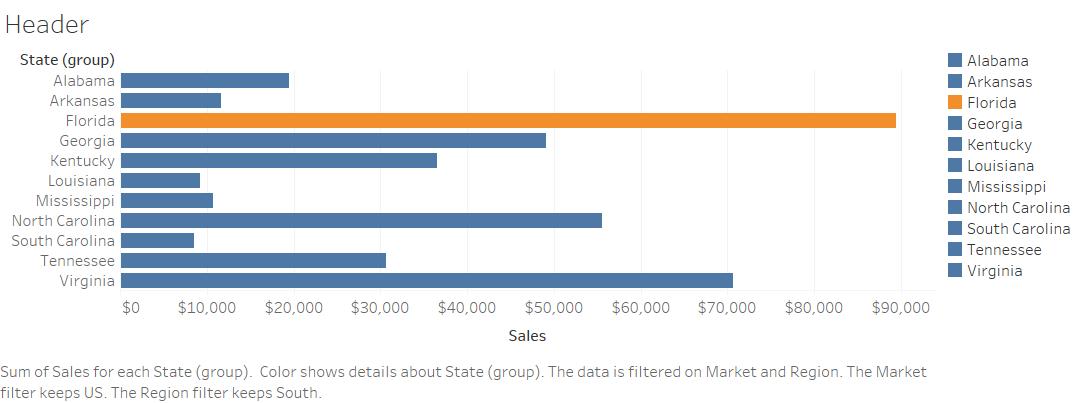 Header
State (group)
Alabama
Arkansas
Florida
Georgia
Kentucky
Louisiana
Mississippi
North Carolina
South Carolina
Tennessee
Virginia
$0 $10,000 $20,000 $30,000 $40,000 $50,000 $60,000 $70,000 $80,000 $90,000
Sales
Alabama
Arkansas
Florida
Georgia
Kentucky
Louisiana
Mississippi
North Carolina
South Carolina
Tennessee
Virginia
Sum of Sales for each State (group).  Color shows details about State (group). The data is filtered on Market and Region. The Market
filter keeps US. The Region filter keeps South.